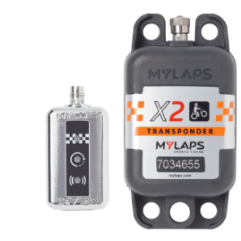 MYLAPS
X2
TRANSPONDER
MYLAPS
SPORTS TIMING
7034655
mylaps.com